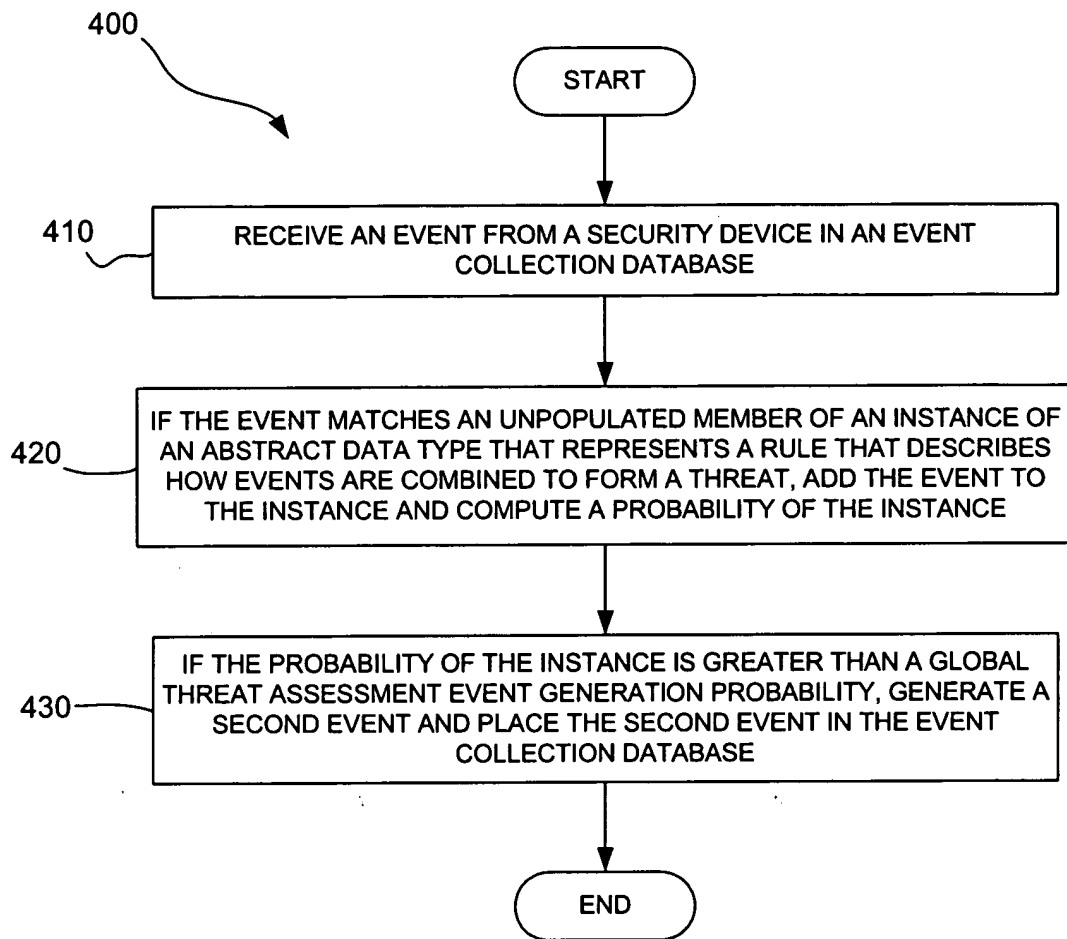 400
START
410
RECEIVE AN EVENT FROM A SECURITY DEVICE IN AN EVENT
COLLECTION DATABASE
420
IF THE EVENT MATCHES AN UNPOPULATED MEMBER OF AN INSTANCE OF
AN ABSTRACT DATA TYPE THAT REPRESENTS A RULE THAT DESCRIBES
HOW EVENTS ARE COMBINED TO FORM A THREAT, ADD THE EVENT TO
THE INSTANCE AND COMPUTE A PROBABILITY OF THE INSTANCE
430
IF THE PROBABILITY OF THE INSTANCE IS GREATER THAN A GLOBAL
THREAT ASSESSMENT EVENT GENERATION PROBABILITY, GENERATE A
SECOND EVENT AND PLACE THE SECOND EVENT IN THE EVENT
COLLECTION DATABASE
END